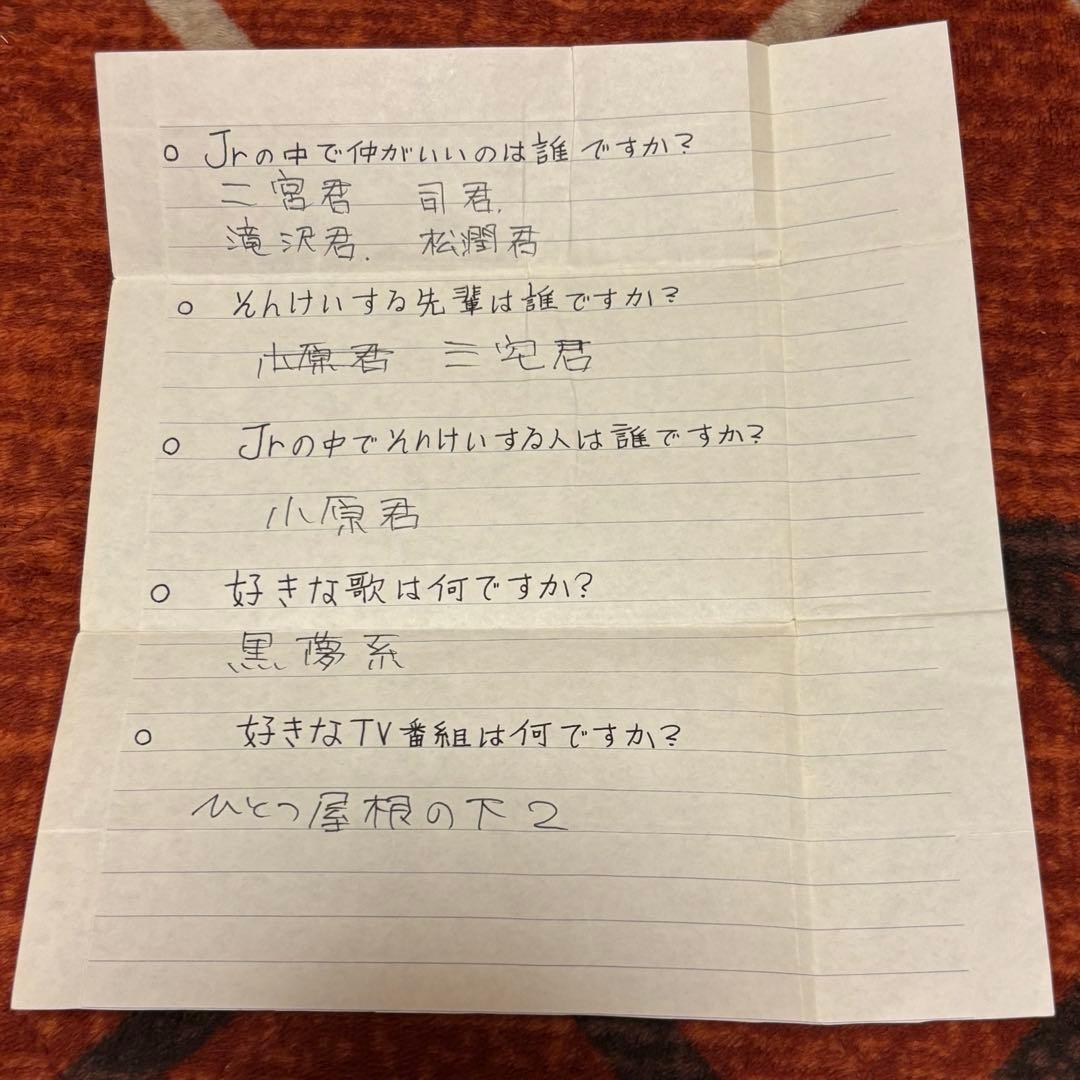 ○ Jrの中で仲がいいのは誰ですか?
二宮君 司君.
滝沢君. 松潤君
○ そんけいする先輩は誰ですか?
小原君 三宅君
○ Jrの中でそんけいする人は誰ですか?
小原君
○ 好きな歌は何ですか?
黒夢系
○ 好きなTV番組は何ですか?
ひとつ屋根の下2